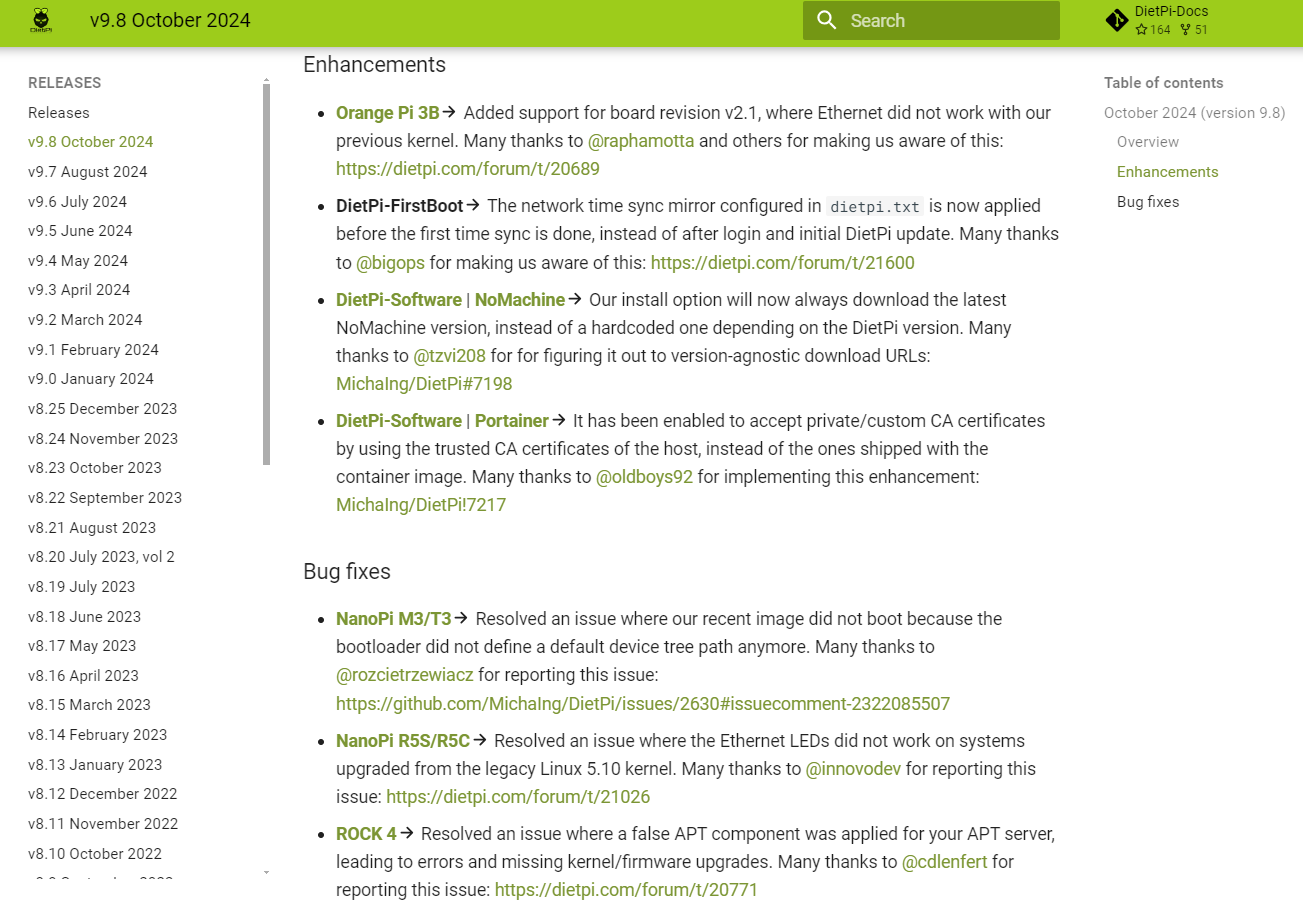 DietPi
v9.8 October 2024
Search
DietPi-Docs
164 51
RELEASES
Releases
v9.8 October 2024
v9.7 August 2024
v9.6 July 2024
v9.5 June 2024
v9.4 May 2024
v9.3 April 2024
v9.2 March 2024
v9.1 February 2024
v9.0 January 2024
v8.25 December 2023
v8.24 November 2023
v8.23 October 2023
v8.22 September 2023
v8.21 August 2023
v8.20 July 2023, vol 2
v8.19 July 2023
v8.18 June 2023
v8.17 May 2023
v8.16 April 2023
v8.15 March 2023
v8.14 February 2023
v8.13 January 2023
v8.12 December 2022
v8.11 November 2022
v8.10 October 2022
Enhancements
• Orange Pi 3B → Added support for board revision v2.1, where Ethernet did not work with our
previous kernel. Many thanks to @raphamotta and others for making us aware of this:
https://dietpi.com/forum/t/20689
• DietPi-FirstBoot → The network time sync mirror configured in dietpi.txt is now applied
before the first time sync is done, instead of after login and initial DietPi update. Many thanks
to @bigops for making us aware of this: https://dietpi.com/forum/t/21600
• DietPi-Software | NoMachine → Our install option will now always download the latest
NoMachine version, instead of a hardcoded one depending on the DietPi version. Many
thanks to @tzvi208 for for figuring it out to version-agnostic download URLs:
MichaIng/DietPi#7198
• DietPi-Software | Portainer → It has been enabled to accept private/custom CA certificates
by using the trusted CA certificates of the host, instead of the ones shipped with the
container image. Many thanks to @oldboys92 for implementing this enhancement:
MichaIng/DietPi!7217
Bug fixes
• NanoPi M3/T3 → Resolved an issue where our recent image did not boot because the
bootloader did not define a default device tree path anymore. Many thanks to
@rozcietrzewiacz for reporting this issue:
https://github.com/MichaIng/DietPi/issues/2630#issuecomment-2322085507
• NanoPi R5S/R5C → Resolved an issue where the Ethernet LEDs did not work on systems
upgraded from the legacy Linux 5.10 kernel. Many thanks to @innovodev for reporting this
issue: https://dietpi.com/forum/t/21026
• ROCK 4 → Resolved an issue where a false APT component was applied for your APT server,
leading to errors and missing kernel/firmware upgrades. Many thanks to @cdlenfert for
reporting this issue: https://dietpi.com/forum/t/20771
Table of contents
October 2024 (version 9.8)
Overview
Enhancements
Bug fixes